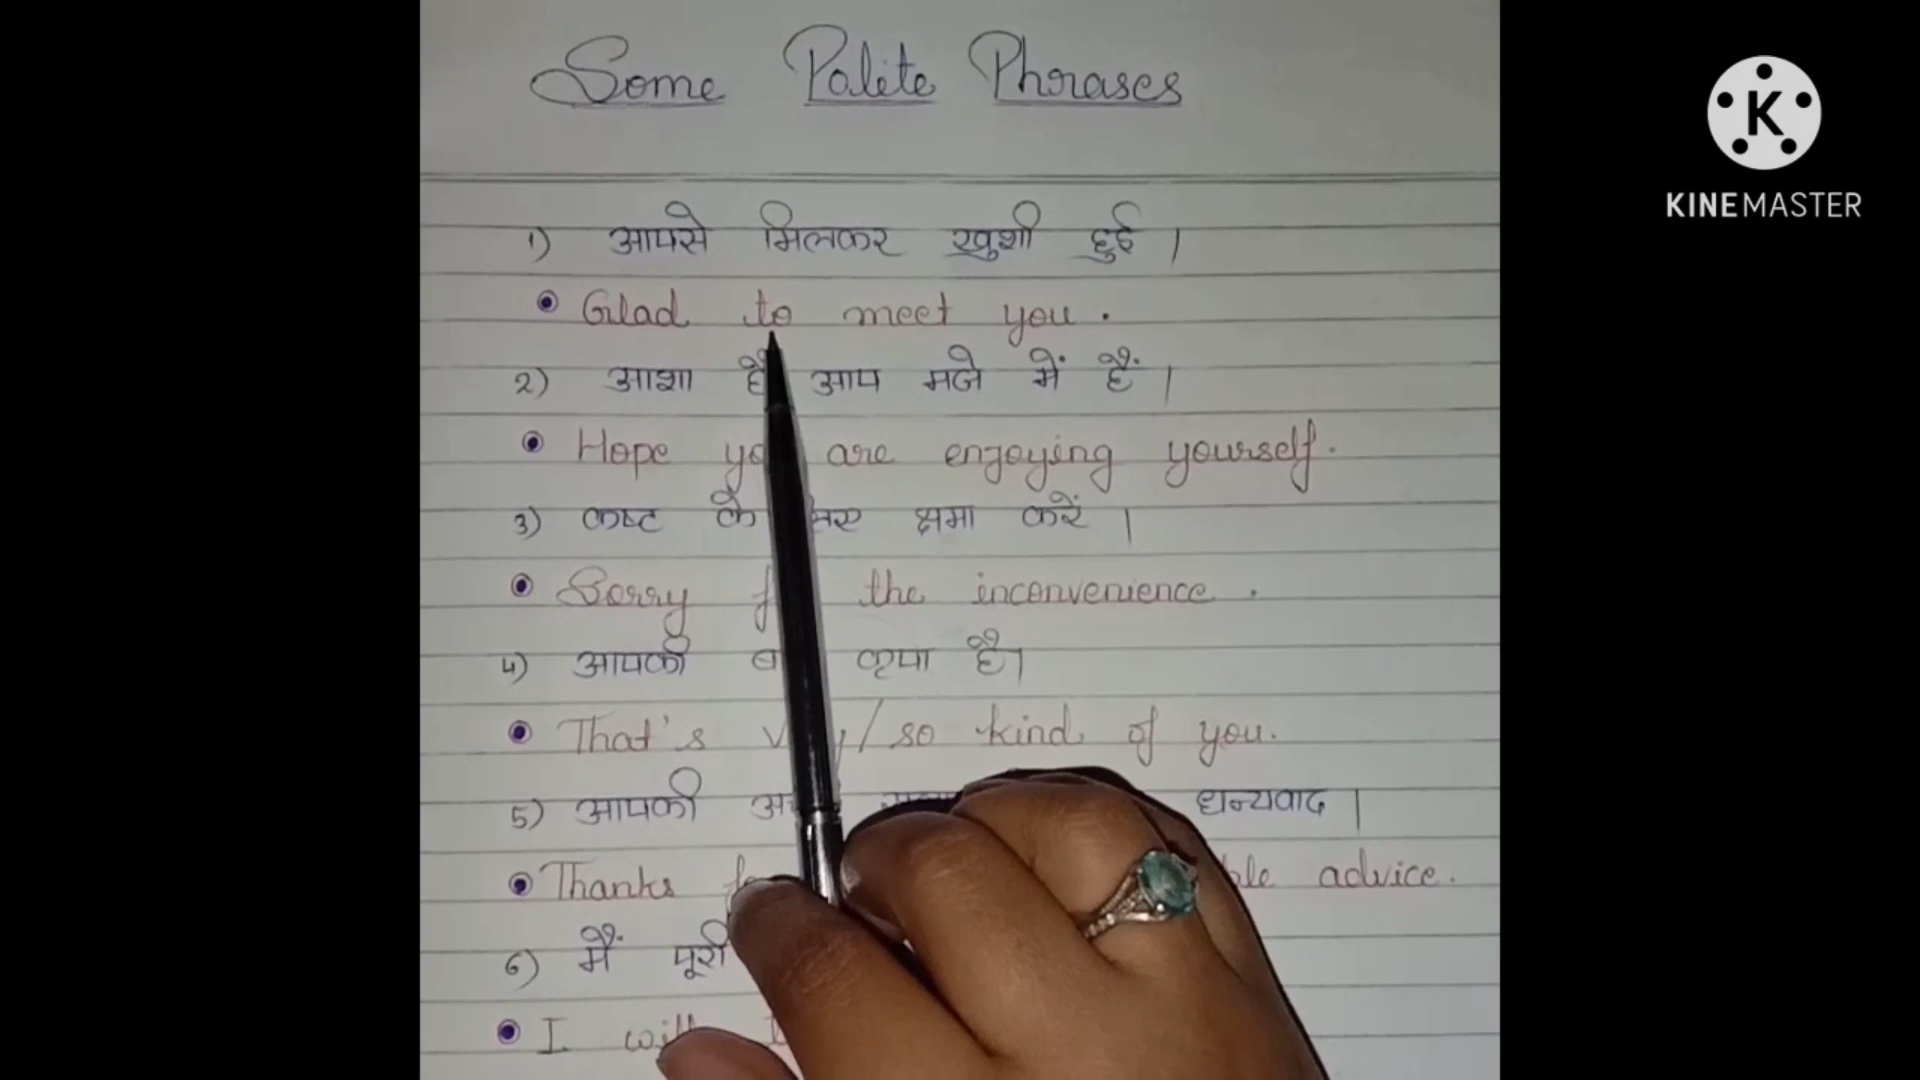 Some Polite Phrases
1) आपसे मिलकर खुशी हुई ।
Glad to meet you.
2) आशा है आप मजे में हैं ।
Hope you are enjoying yourself.
3) कष्ट के क्षमा करें ।
Sorry the inconvenience.
4) आपकी कृपा है।
That's /so kind of you.
5) आपकी धन्यवाद ।
Thanks advice.
6) मैं पूरी
I will
KINEMASTER